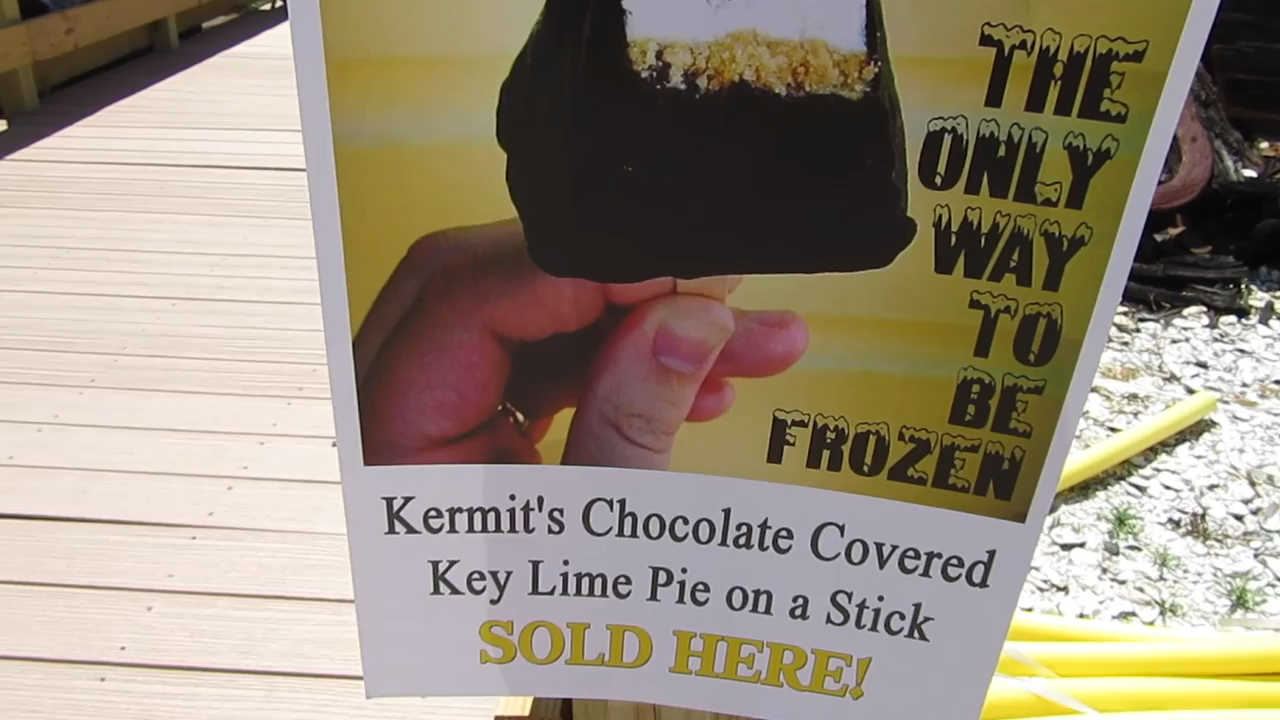 THE
ONLY
WAY
TO
BE
FROZEN
Kermit's Chocolate Covered
Key Lime Pie on a Stick
SOLD HERE!